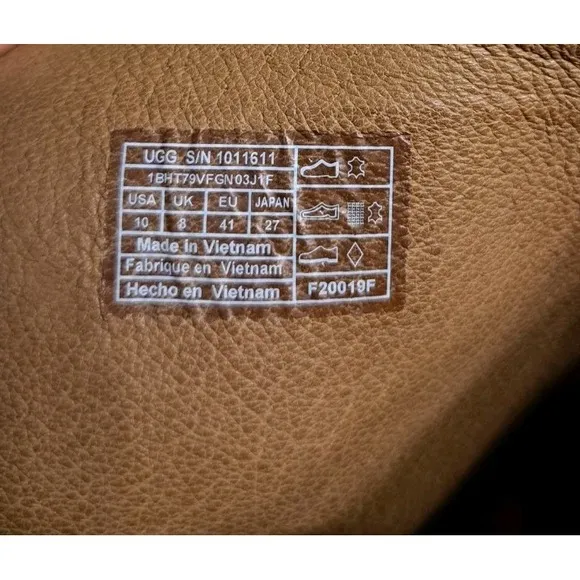 UGG S/N 1011611
1BHT79VFGN03J1F
USA UK EU JAPAN
10 8 41 27
Made in Vietnam
Fabrique en Vietnam
Hecho en Vietnam F20019F